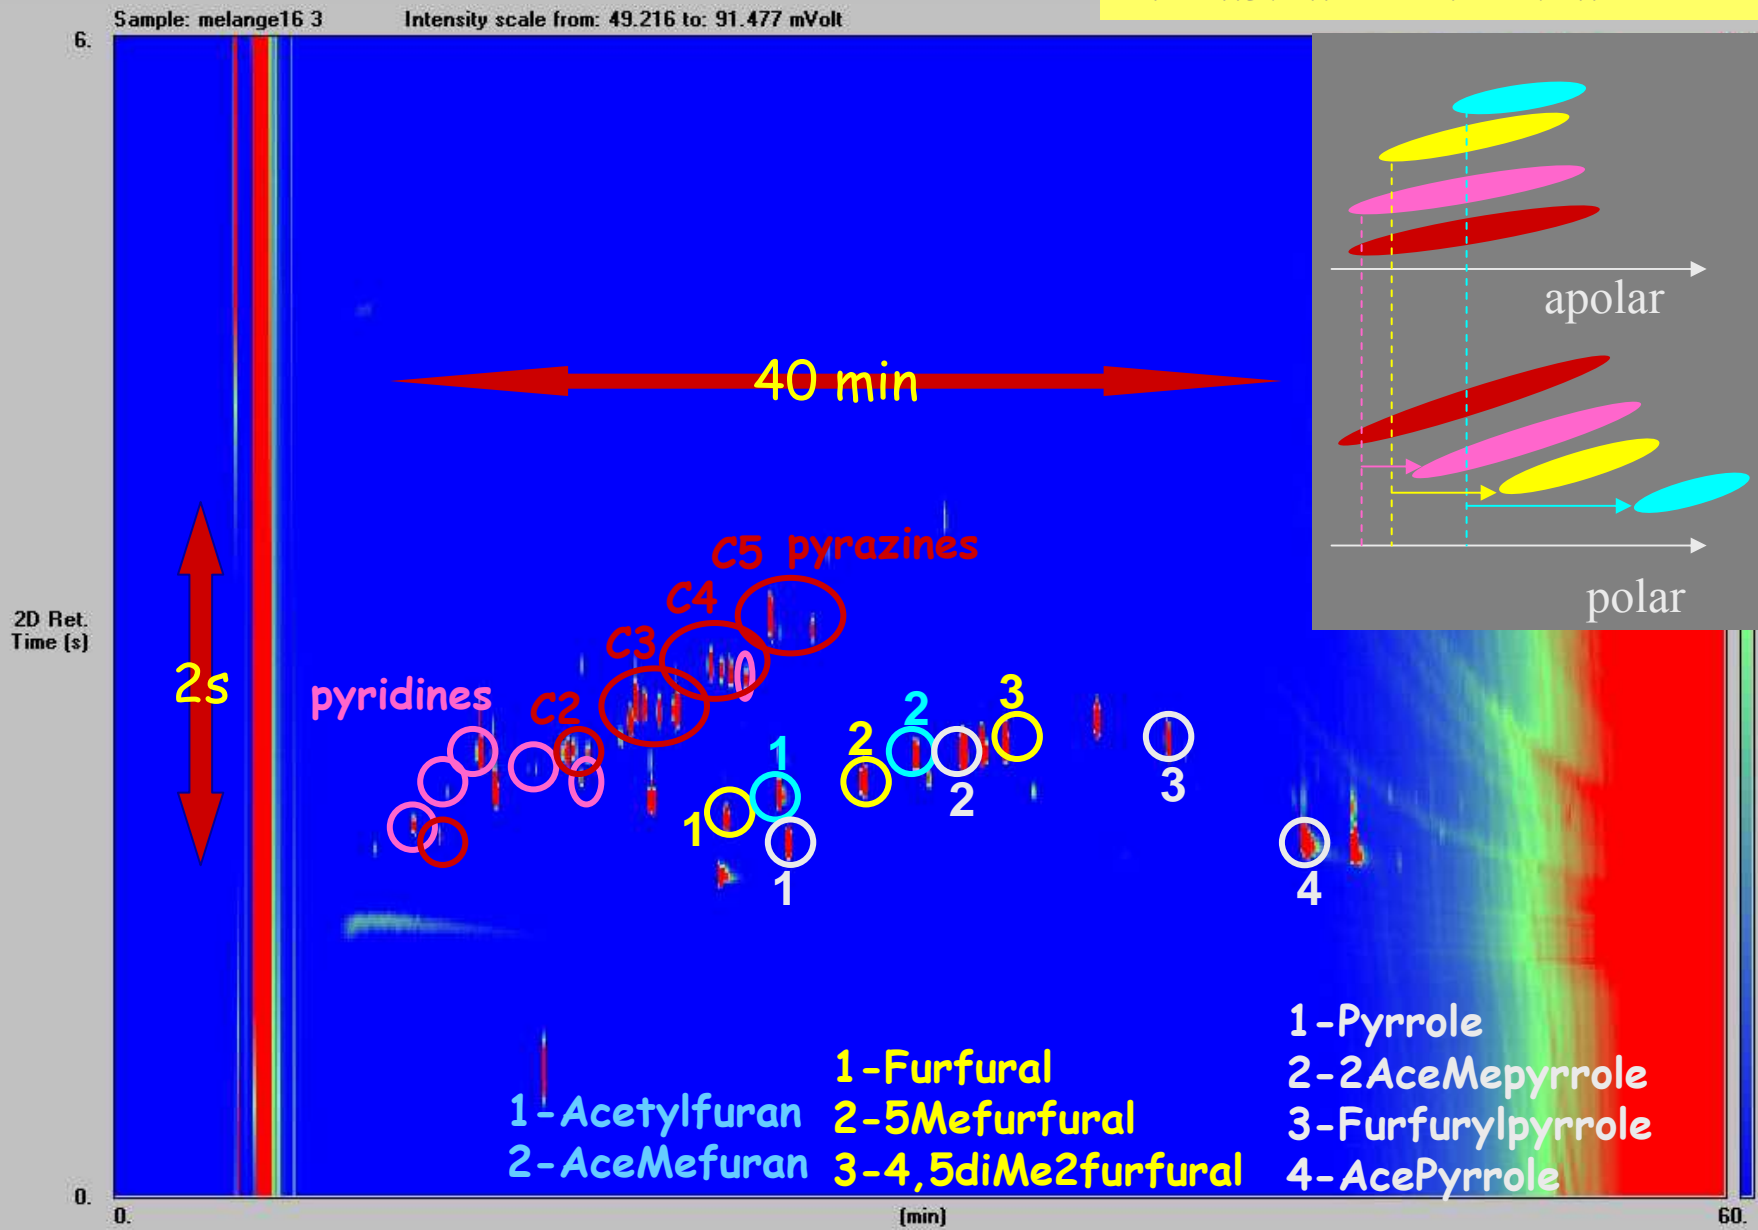 Sample: melange16 3 Intensity scale from: 49.216 to: 91.477 mVolt
6.
apolar
40 min
polar
C5 pyrazines
C4
2D Ret.
Time (s)
C3
2s
pyridines
C2
1
2
2
3
1
2
3
1
4
1-Pyrrole
2-2AceMepyrrole
3-Furfurylpyrrole
4-AcePyrrole
1-Furfural
2-5Mefurfural
3-4,5diMe2furfural
1-Acetylfuran
2-AceMefuran
0.
0.
(min)
60.